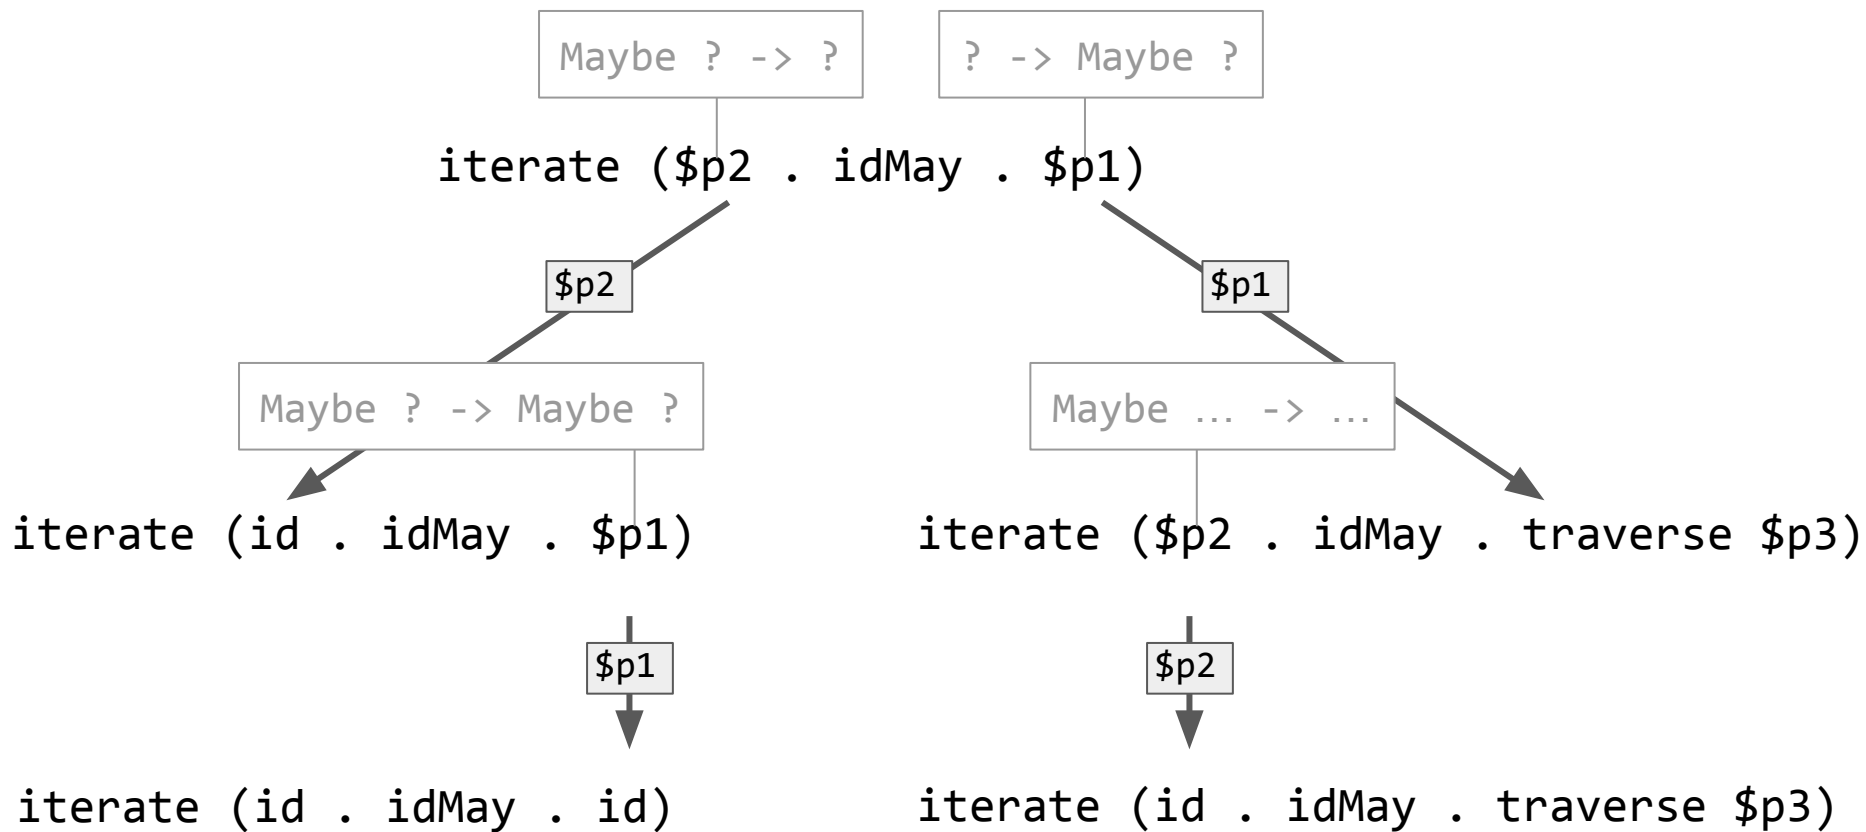 Maybe ? -> ?
? -> Maybe ?
iterate ($p2 . idMay . $p1)
$p2
$p1
Maybe ? -> Maybe ?
Maybe … -> …
iterate (id . idMay . $p1)
iterate ($p2 . idMay . traverse $p3)
$p1
$p2
iterate (id . idMay . id)
iterate (id . idMay . traverse $p3)